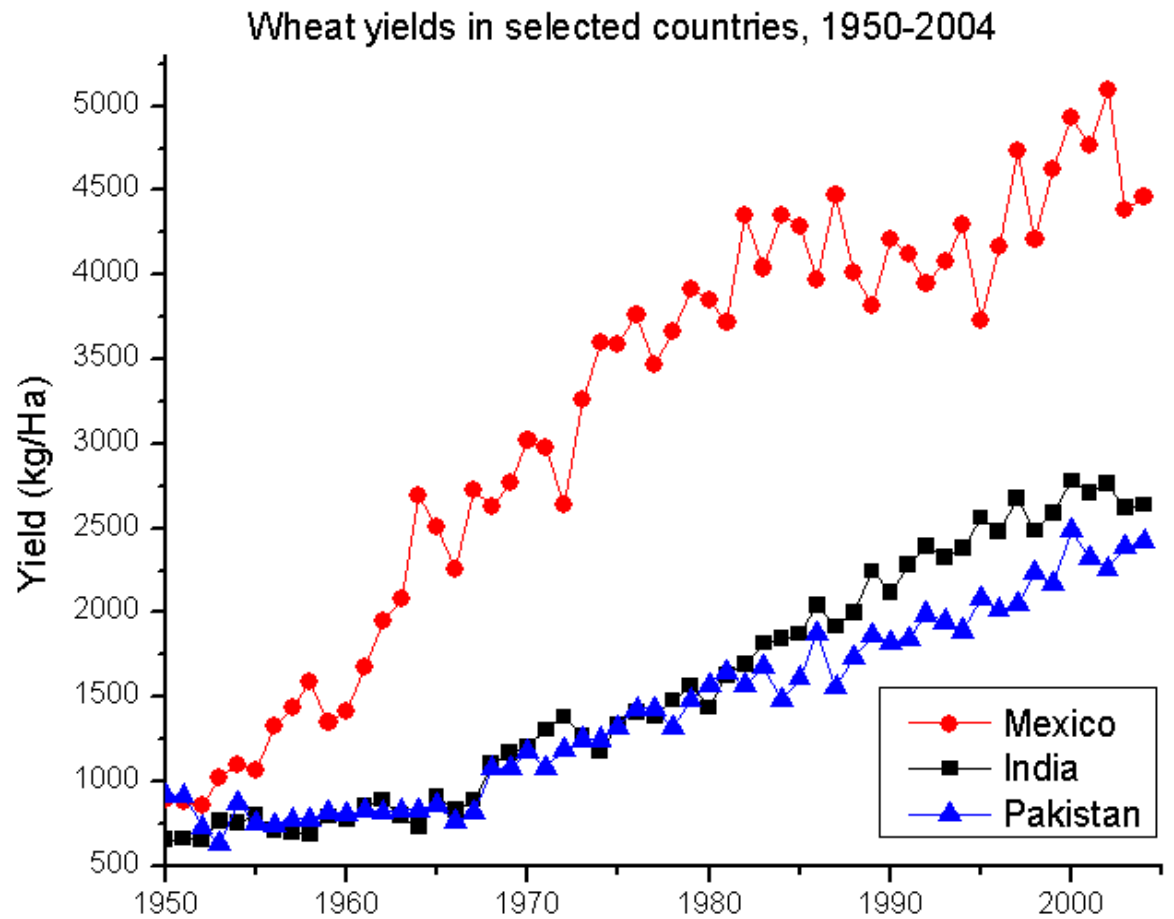 Wheat yields in selected countries, 1950-2004
Yield (kg/Ha)
5000
4500
4000
3500
3000
2500
2000
1500
1000
500
1950 1960 1970 1980 1990 2000
Mexico
India
Pakistan